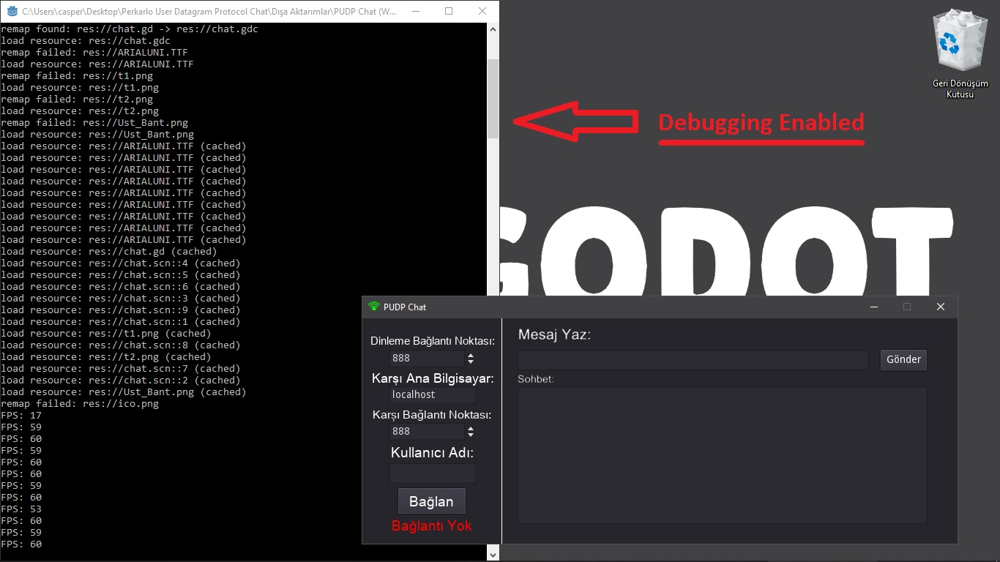 C:\Users\casper\Desktop\Perkarlo User Datagram Protocol Chat\Dışa Aktarımlar\PUDP Chat (W...
remap found: res://chat.gd -> res://chat.gdc
load resource: res://chat.gdc
remap failed: res://ARIALUNI.TTF
load resource: res://ARIALUNI.TTF
remap failed: res://t1.png
load resource: res://t1.png
remap failed: res://t2.png
load resource: res://t2.png
remap failed: res://Ust_Bant.png
load resource: res://Ust_Bant.png
load resource: res://ARIALUNI.TTF (cached)
load resource: res://ARIALUNI.TTF (cached)
load resource: res://ARIALUNI.TTF (cached)
load resource: res://ARIALUNI.TTF (cached)
load resource: res://ARIALUNI.TTF (cached)
load resource: res://ARIALUNI.TTF (cached)
load resource: res://ARIALUNI.TTF (cached)
load resource: res://ARIALUNI.TTF (cached)
load resource: res://ARIALUNI.TTF (cached)
load resource: res://chat.gd (cached)
load resource: res://chat.scn::4 (cached)
load resource: res://chat.scn::5 (cached)
load resource: res://chat.scn::6 (cached)
load resource: res://chat.scn::3 (cached)
load resource: res://chat.scn::9 (cached)
load resource: res://chat.scn::1 (cached)
load resource: res://t1.png (cached)
load resource: res://chat.scn::8 (cached)
load resource: res://t2.png (cached)
load resource: res://chat.scn::7 (cached)
load resource: res://chat.scn::2 (cached)
load resource: res://Ust_Bant.png (cached)
remap failed: res://ico.png
FPS: 17
FPS: 59
FPS: 60
FPS: 59
FPS: 60
FPS: 60
FPS: 59
FPS: 60
FPS: 53
FPS: 60
FPS: 59
FPS: 60
Geri Dönüşüm
Kutusu
Debugging Enabled
GODOT
PUDP Chat
Dinleme Bağlantı Noktası:
888
Karşı Ana Bilgisayar:
localhost
Karşı Bağlantı Noktası:
888
Kullanıcı Adı:
Bağlan
Bağlantı Yok
Mesaj Yaz:
Gönder
Sohbet: